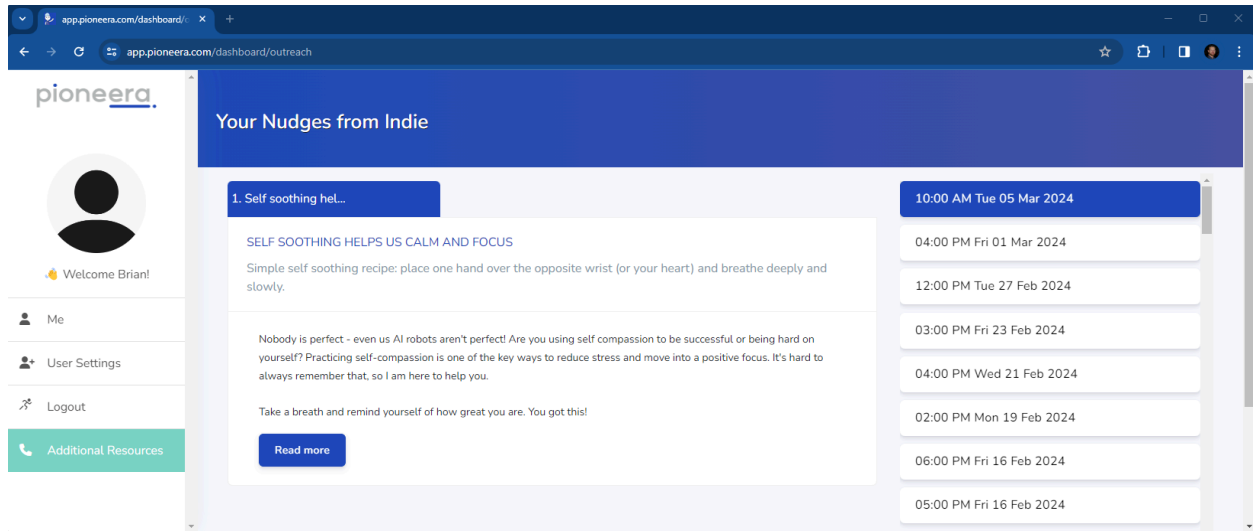 app.pioneera.com/dashboard/o
app.pioneera.com/dashboard/outreach
pioneera.
👋 Welcome Brian!
Me
User Settings
Logout
Additional Resources
Your Nudges from Indie
1. Self soothing hel...
SELF SOOTHING HELPS US CALM AND FOCUS
Simple self soothing recipe: place one hand over the opposite wrist (or your heart) and breathe deeply and
slowly.
Nobody is perfect - even us AI robots aren't perfect! Are you using self compassion to be successful or being hard on
yourself? Practicing self-compassion is one of the key ways to reduce stress and move into a positive focus. It's hard to
always remember that, so I am here to help you.
Take a breath and remind yourself of how great you are. You got this!
Read more
10:00 AM Tue 05 Mar 2024
04:00 PM Fri 01 Mar 2024
12:00 PM Tue 27 Feb 2024
03:00 PM Fri 23 Feb 2024
04:00 PM Wed 21 Feb 2024
02:00 PM Mon 19 Feb 2024
06:00 PM Fri 16 Feb 2024
05:00 PM Fri 16 Feb 2024